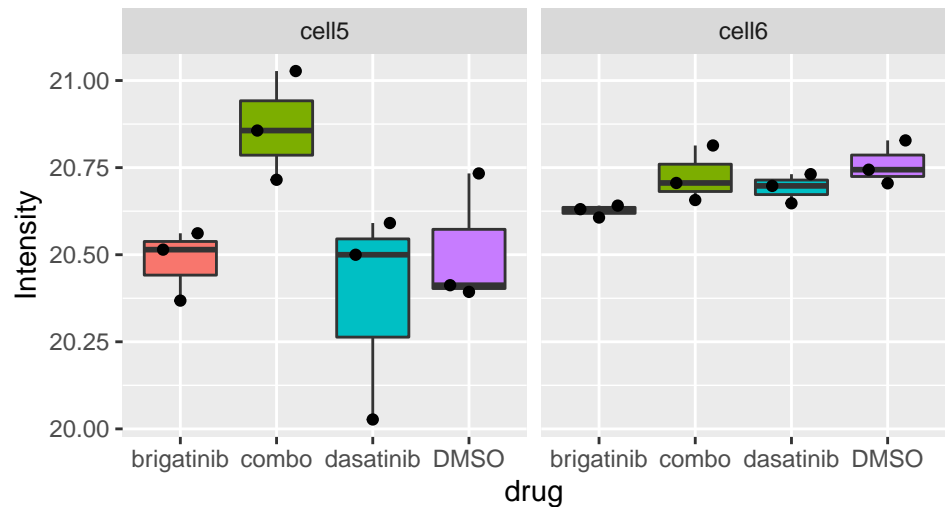 cell5 cell6
Intensity
21.00
20.75
20.50
20.25
20.00
brigatinib combo dasatinib DMSO brigatinib combo dasatinib DMSO
drug